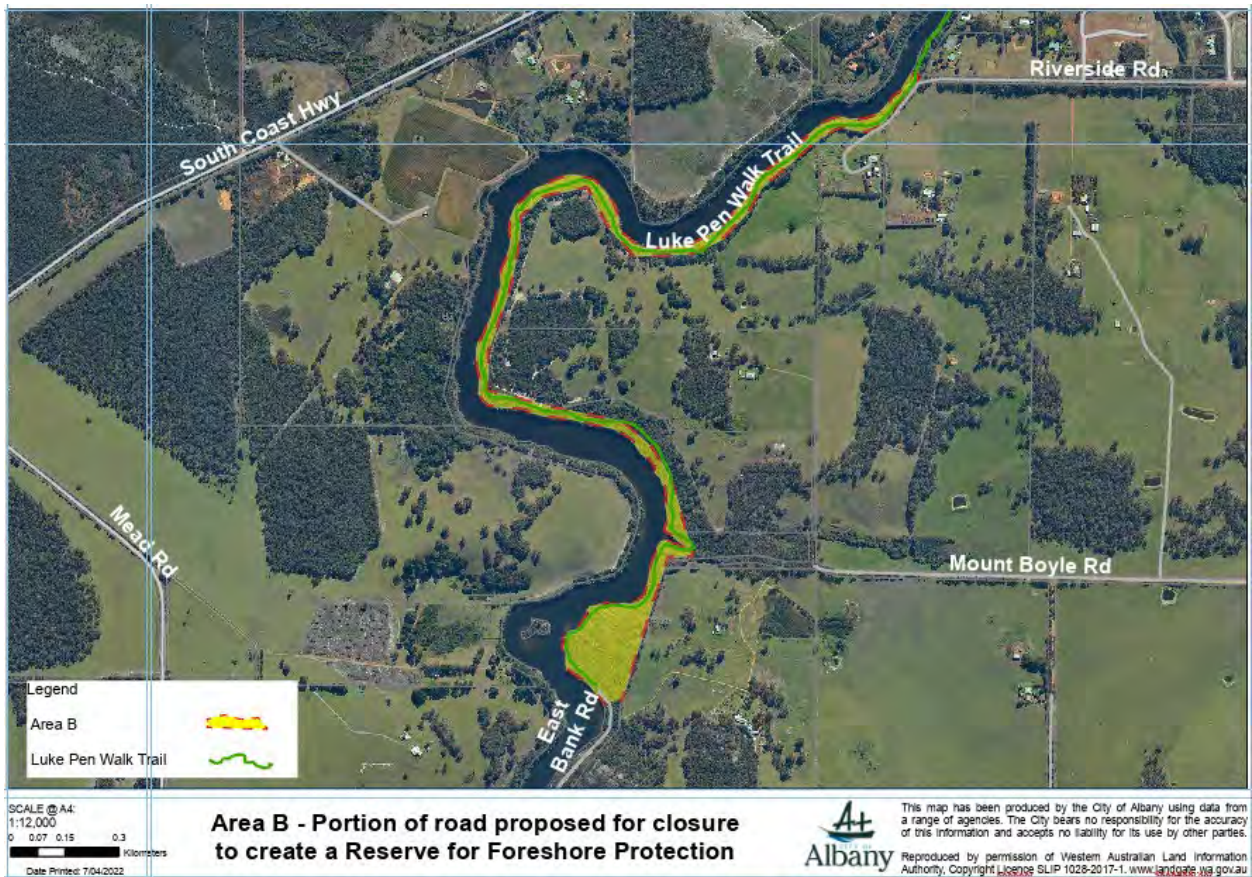 Riverside Rd
South Coast Hwy
Luke Pen Walk Trail
Mead Rd
Mount Boyle Rd
East
Bank Rd
Legend
Area B
Luke Pen Walk Trail
SCALE @ A4:
1:12,000
0 0.07 0.15 0.3
Kilometers
Date Printed: 7/04/2022
Area B - Portion of road proposed for closure
to create a Reserve for Foreshore Protection
CITY OF
Albany
This map has been produced by the City of Albany using data from
a range of agencies. The City bears no responsibility for the accuracy
of this information and accepts no liability for its use by other parties.
Reproduced by permission of Western Australian Land Information
Authority, Copyright Licence SLIP 1028-2017-1. www.landgate.wa.gov.au